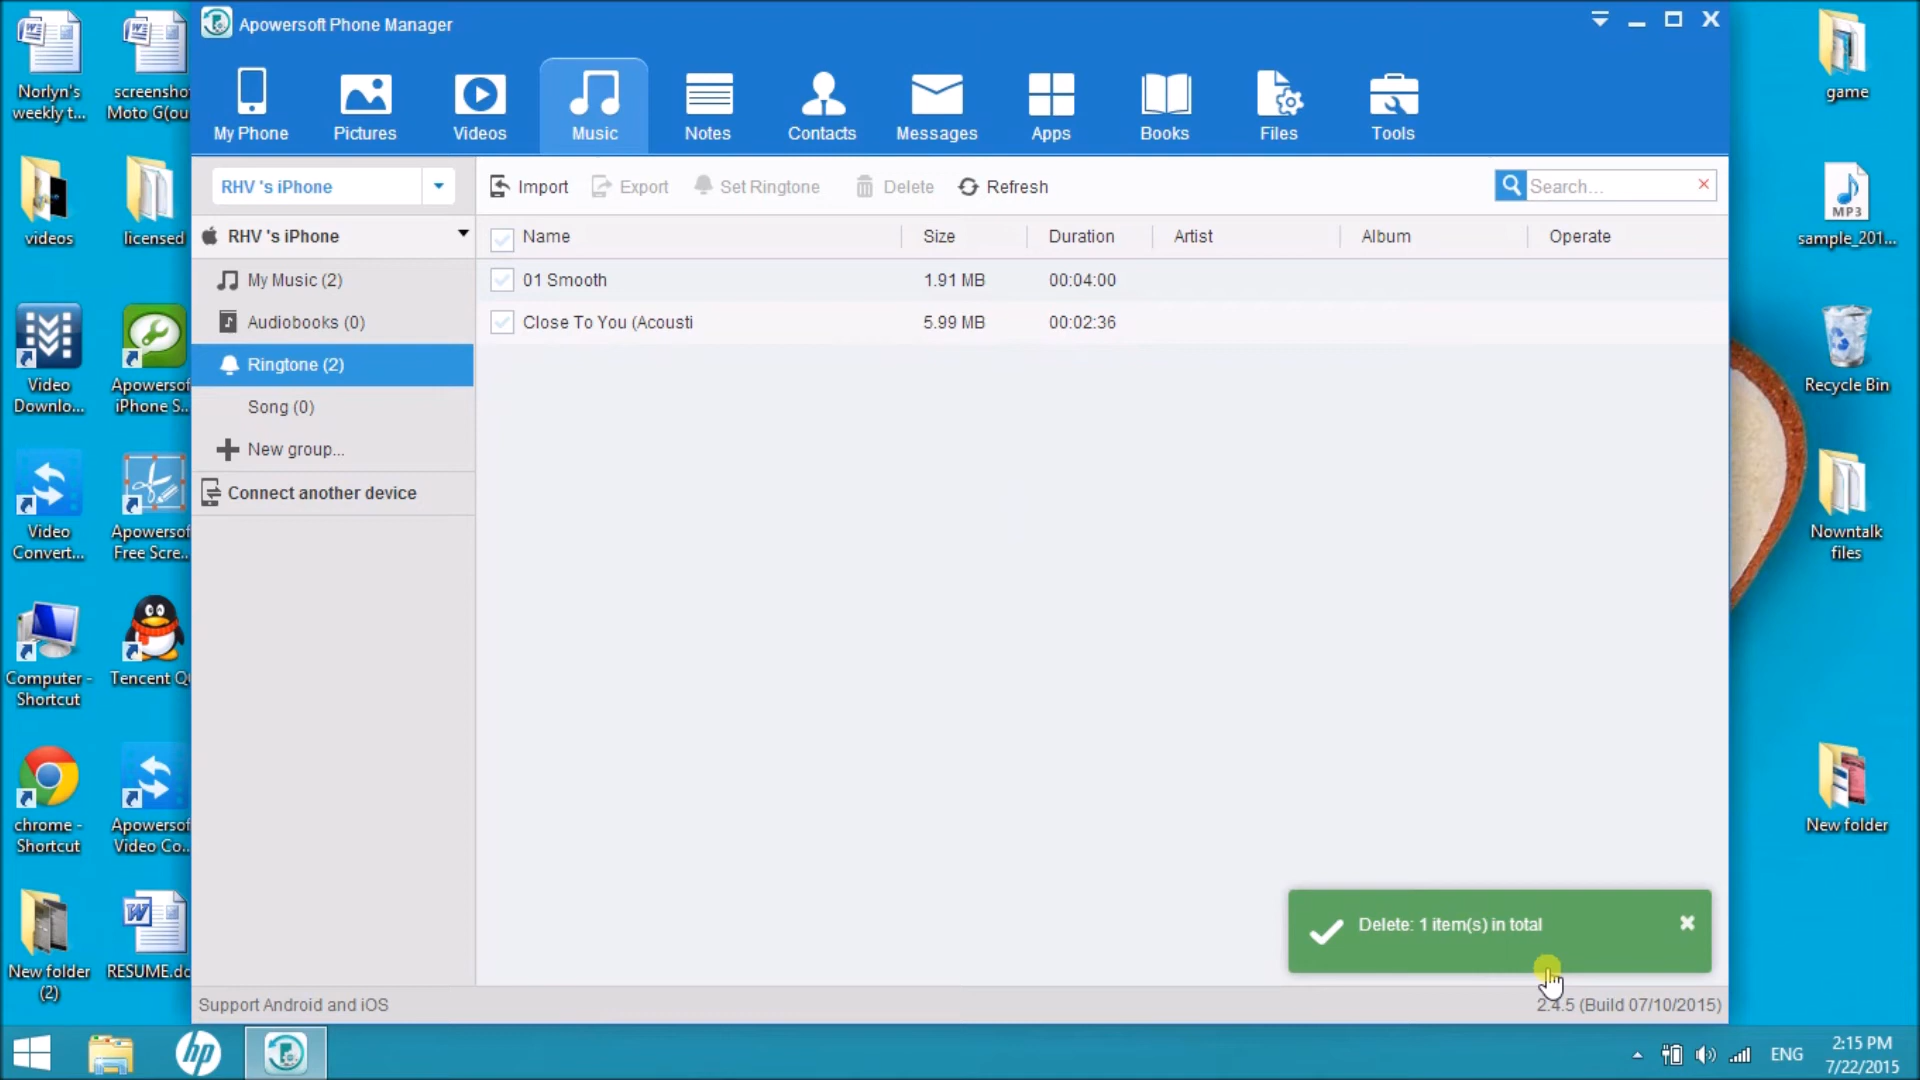 Apowersoft Phone Manager
My Phone
Pictures
Videos
Music
Notes
Contacts
Messages
Apps
Books
Files
Tools
RHV 's iPhone
Import
Export
Set Ringtone
Delete
Refresh
Search...
RHV 's iPhone
My Music (2)
Audiobooks (0)
Ringtone (2)
Song (0)
New group...
Connect another device
Name Size Duration Artist Album Operate
01 Smooth 1.91 MB 00:04:00
Close To You (Acousti 5.99 MB 00:02:36
Delete: 1 item(s) in total
Support Android and iOS
2.4.5 (Build 07/10/2015)
Norlyn's
weekly t...
screensho
Moto G(ou
videos
licensed
Video
Downlo...
Apowersof
iPhone S...
Video
Convert...
Apowersof
Free Scre...
Computer -
Shortcut
Tencent Q
chrome -
Shortcut
Apowersof
Video Co...
New folder
(2)
RESUME.do
game
MP3
sample_201...
Recycle Bin
Nowntalk
files
New folder
hp
ENG
2:15 PM
7/22/2015